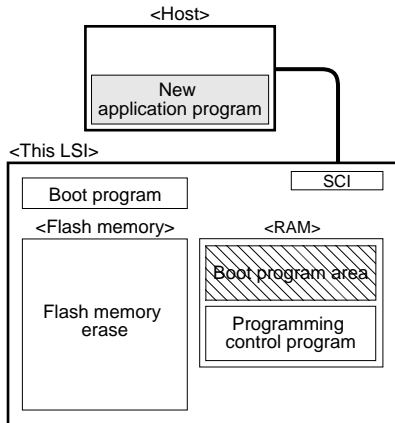 <Host>
New
application program
<This LSI>
SCI
Boot program
<Flash memory>
<RAM>
Flash memory
erase
Boot program area
Programming
control program